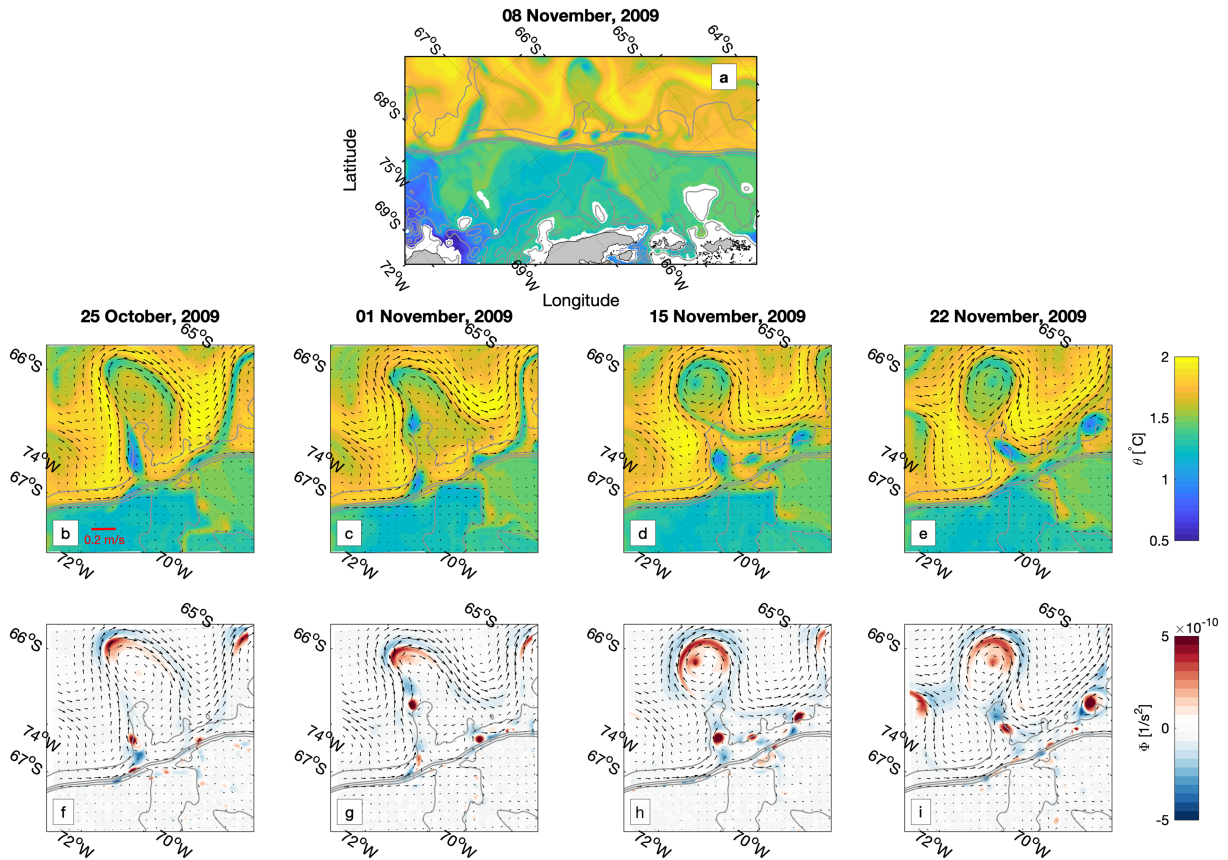 08 November, 2009
67°S 66°S 65°S 64°S
a
68°S
Latitude
75°W
69°S
72°W 69°W 66°W
Longitude
25 October, 2009 01 November, 2009 15 November, 2009 22 November, 2009
65°S 65°S 65°S 65°S
66°S 66°S 66°S 66°S
74°W 74°W 74°W 74°W
67°S 67°S 67°S 67°S
b 0.2 m/s c d e
72°W 70°W 72°W 70°W 72°W 70°W 72°W 70°W
2
1.5
1
0.5
θ [°C]
65°S 65°S 65°S 65°S
66°S 66°S 66°S 66°S
74°W 74°W 74°W 74°W
67°S 67°S 67°S 67°S
f g h i
72°W 70°W 72°W 70°W 72°W 70°W 72°W 70°W
×10⁻¹⁰
5
0
-5
Φ [1/s²]